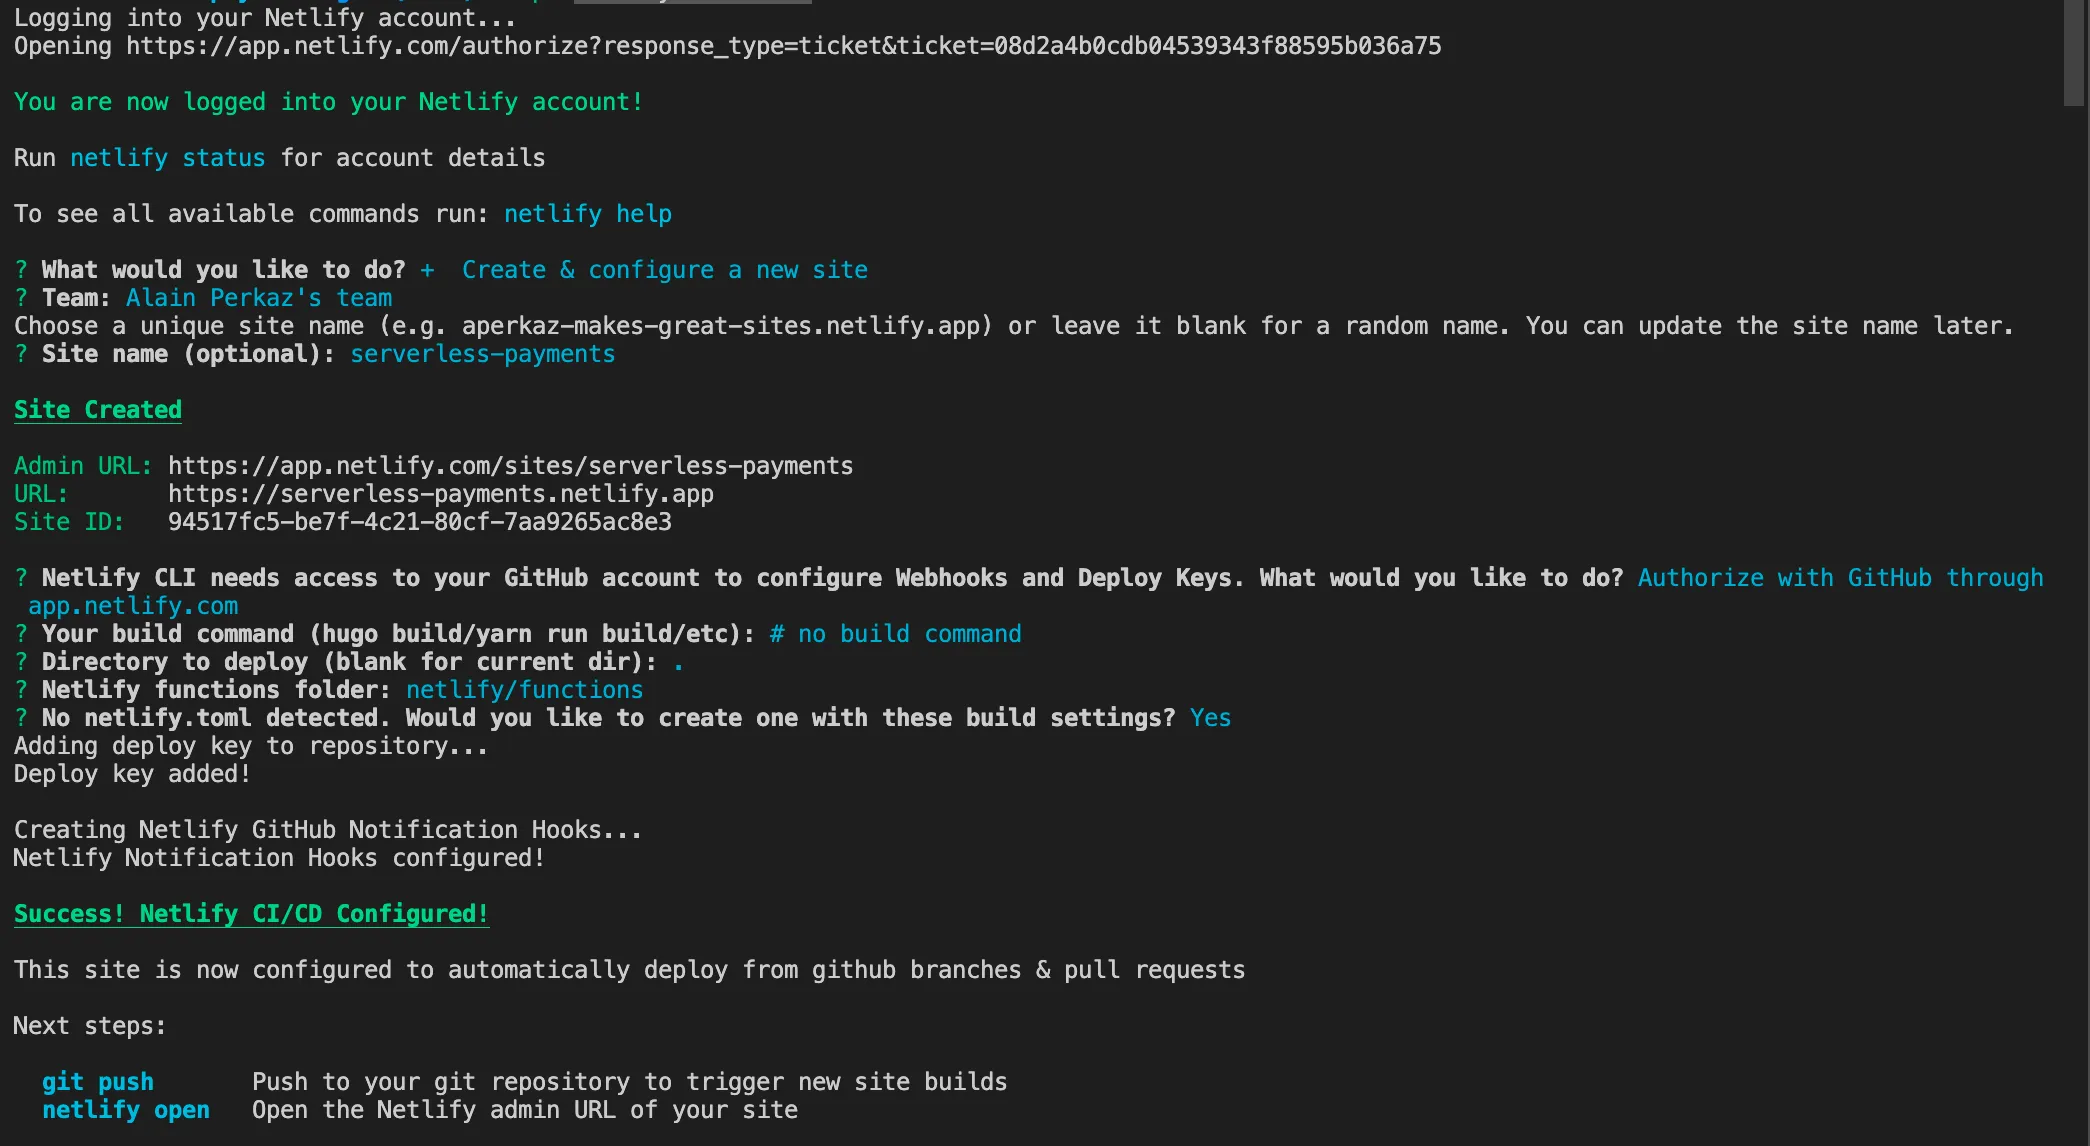 Logging into your Netlify account...
Opening https://app.netlify.com/authorize?response_type=ticket&ticket=08d2a4b0cdb04539343f88595b036a75
You are now logged into your Netlify account!
Run netlify status for account details
To see all available commands run: netlify help
? What would you like to do? +  Create & configure a new site
? Team: Alain Perkaz's team
Choose a unique site name (e.g. aperkaz-makes-great-sites.netlify.app) or leave it blank for a random name. You can update the site name later.
? Site name (optional): serverless-payments
Site Created
Admin URL: https://app.netlify.com/sites/serverless-payments
URL:       https://serverless-payments.netlify.app
Site ID:   94517fc5-be7f-4c21-80cf-7aa9265ac8e3
? Netlify CLI needs access to your GitHub account to configure Webhooks and Deploy Keys. What would you like to do? Authorize with GitHub through
app.netlify.com
? Your build command (hugo build/yarn run build/etc): # no build command
? Directory to deploy (blank for current dir): .
? Netlify functions folder: netlify/functions
? No netlify.toml detected. Would you like to create one with these build settings? Yes
Adding deploy key to repository...
Deploy key added!
Creating Netlify GitHub Notification Hooks...
Netlify Notification Hooks configured!
Success! Netlify CI/CD Configured!
This site is now configured to automatically deploy from github branches & pull requests
Next steps:
git push       Push to your git repository to trigger new site builds
netlify open   Open the Netlify admin URL of your site